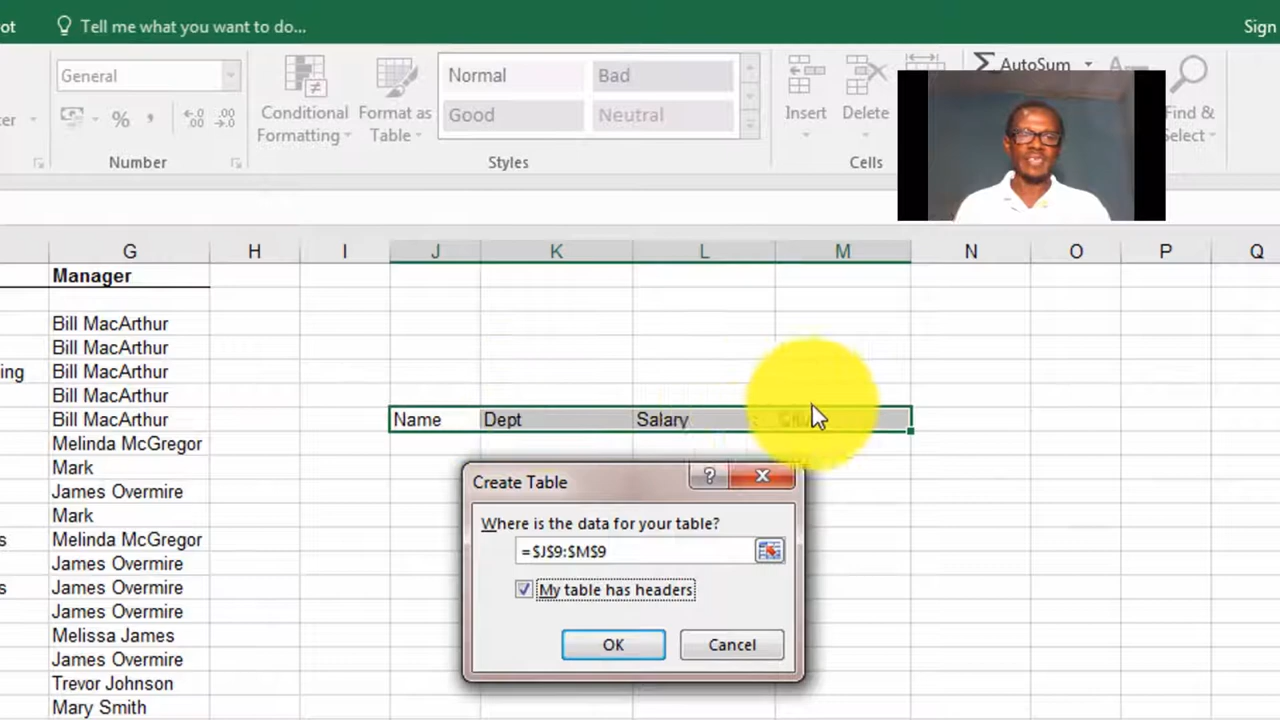 ot Tell me what you want to do... Sign
General Conditional Formatting Format as Table Normal Bad Good Neutral Insert Delete AutoSum Find & Select
ter % , .00 .0
Number Styles Cells
G H I J K L M N O P Q
Manager
Bill MacArthur
Bill MacArthur
ing Bill MacArthur
Bill MacArthur
Bill MacArthur Name Dept Salary
Melinda McGregor
Mark
James Overmire
Mark
s Melinda McGregor
James Overmire
s James Overmire
James Overmire
Melissa James
James Overmire
Trevor Johnson
Mary Smith
Create Table
Where is the data for your table?
=$J$9:$M$9
My table has headers
OK Cancel